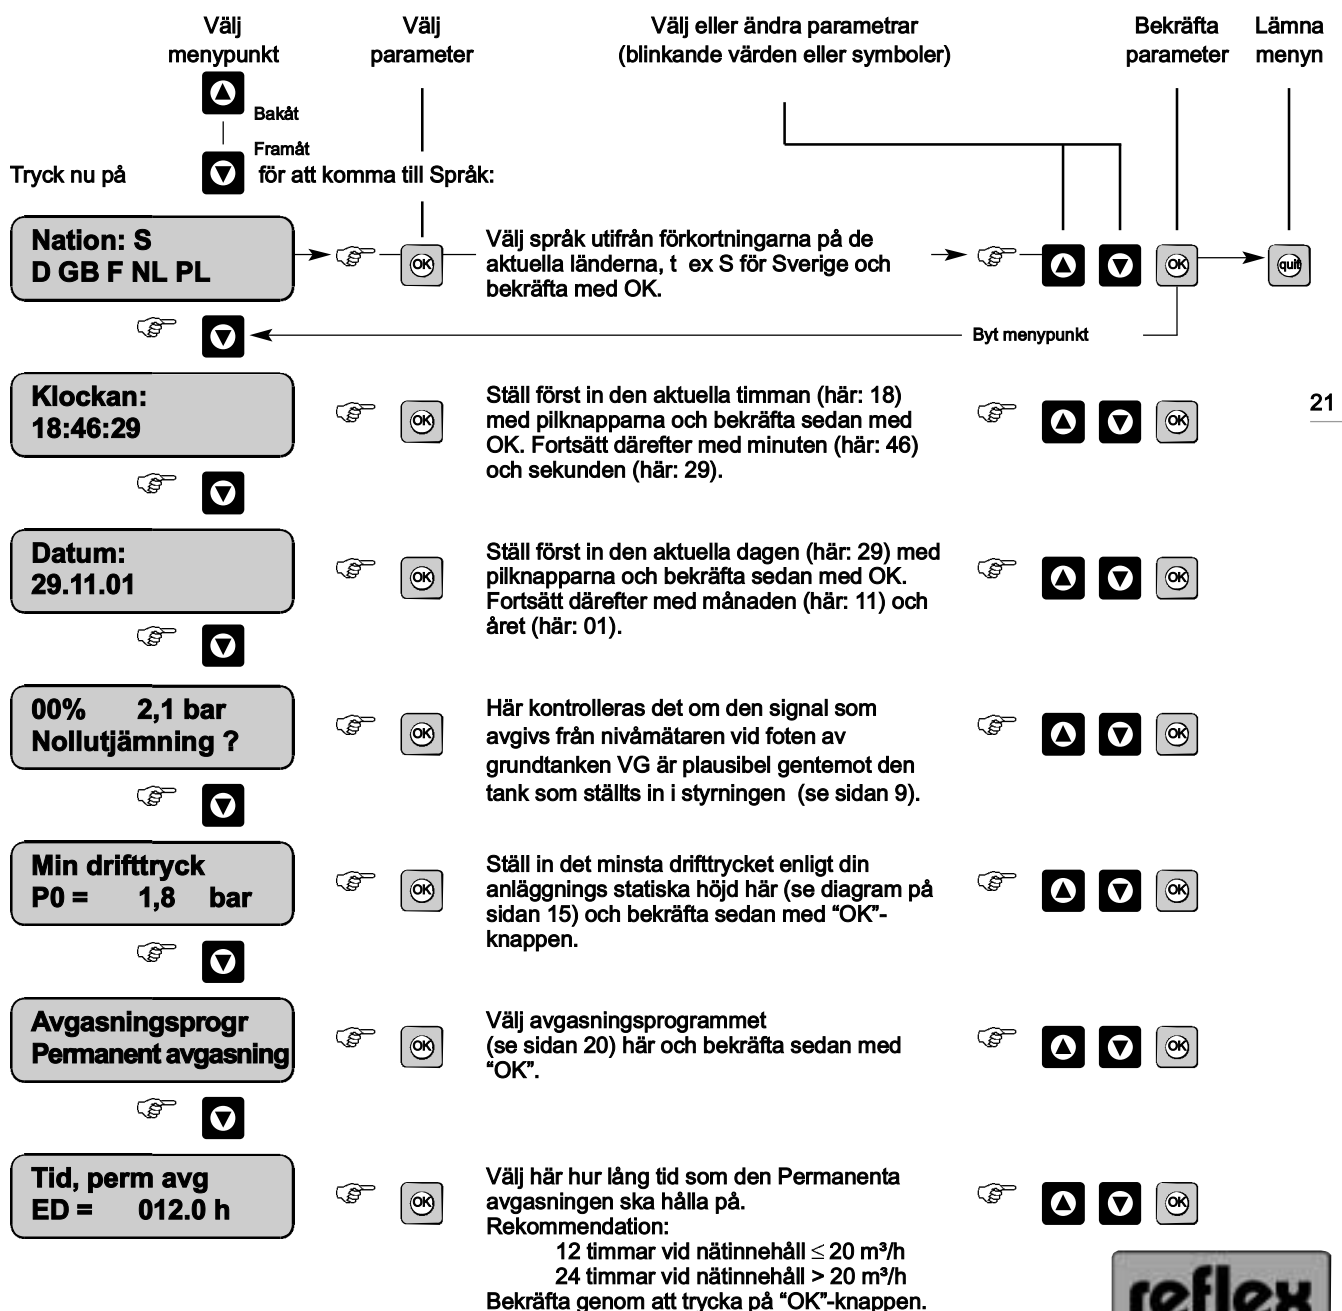 Välj
menypunkt
Välj
parameter
Välj eller ändra parametrar
(blinkande värden eller symboler)
Bekräfta
parameter
Lämna
menyn
Bakåt
Framåt
Tryck nu på
för att komma till Språk:
Nation: S
D GB F NL PL
OK
Välj språk utifrån förkortningarna på de
aktuella länderna, t ex S för Sverige och
bekräfta med OK.
OK
quit
Byt menypunkt
Klockan:
18:46:29
OK
Ställ först in den aktuella timman (här: 18)
med pilknapparna och bekräfta sedan med
OK. Fortsätt därefter med minuten (här: 46)
och sekunden (här: 29).
OK
21
Datum:
29.11.01
OK
Ställ först in den aktuella dagen (här: 29) med
pilknapparna och bekräfta sedan med OK.
Fortsätt därefter med månaden (här: 11) och
året (här: 01).
OK
00% 2,1 bar
Nollutjämning ?
OK
Här kontrolleras det om den signal som
avgivs från nivåmätaren vid foten av
grundtanken VG är plausibel gentemot den
tank som ställts in i styrningen (se sidan 9).
OK
Min drifttryck
P0 = 1,8 bar
OK
Ställ in det minsta drifttrycket enligt din
anläggnings statiska höjd här (se diagram på
sidan 15) och bekräfta sedan med “OK”-
knappen.
OK
Avgasningsprogr
Permanent avgasning
OK
Välj avgasningsprogrammet
(se sidan 20) här och bekräfta sedan med
“OK”.
OK
Tid, perm avg
ED = 012.0 h
OK
Välj här hur lång tid som den Permanenta
avgasningen ska hålla på.
Rekommendation:
12 timmar vid nätinnehåll ≤ 20 m³/h
24 timmar vid nätinnehåll > 20 m³/h
Bekräfta genom att trycka på “OK”-knappen.
OK
reflex